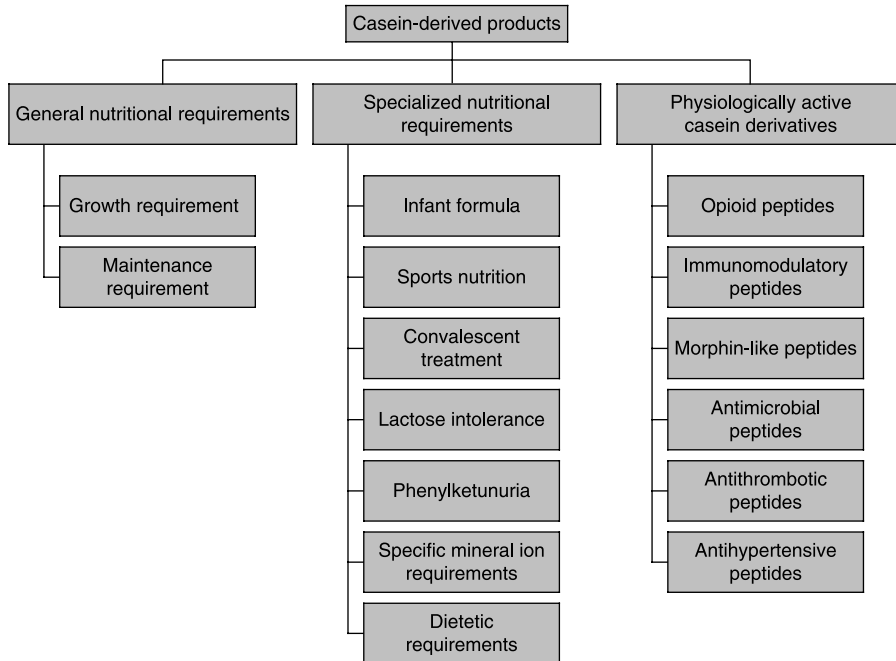 Casein-derived products
General nutritional requirements
Specialized nutritional
requirements
Physiologically active
casein derivatives
Growth requirement
Maintenance
requirement
Infant formula
Sports nutrition
Convalescent
treatment
Lactose intolerance
Phenylketunuria
Specific mineral ion
requirements
Dietetic
requirements
Opioid peptides
Immunomodulatory
peptides
Morphin-like peptides
Antimicrobial
peptides
Antithrombotic
peptides
Antihypertensive
peptides